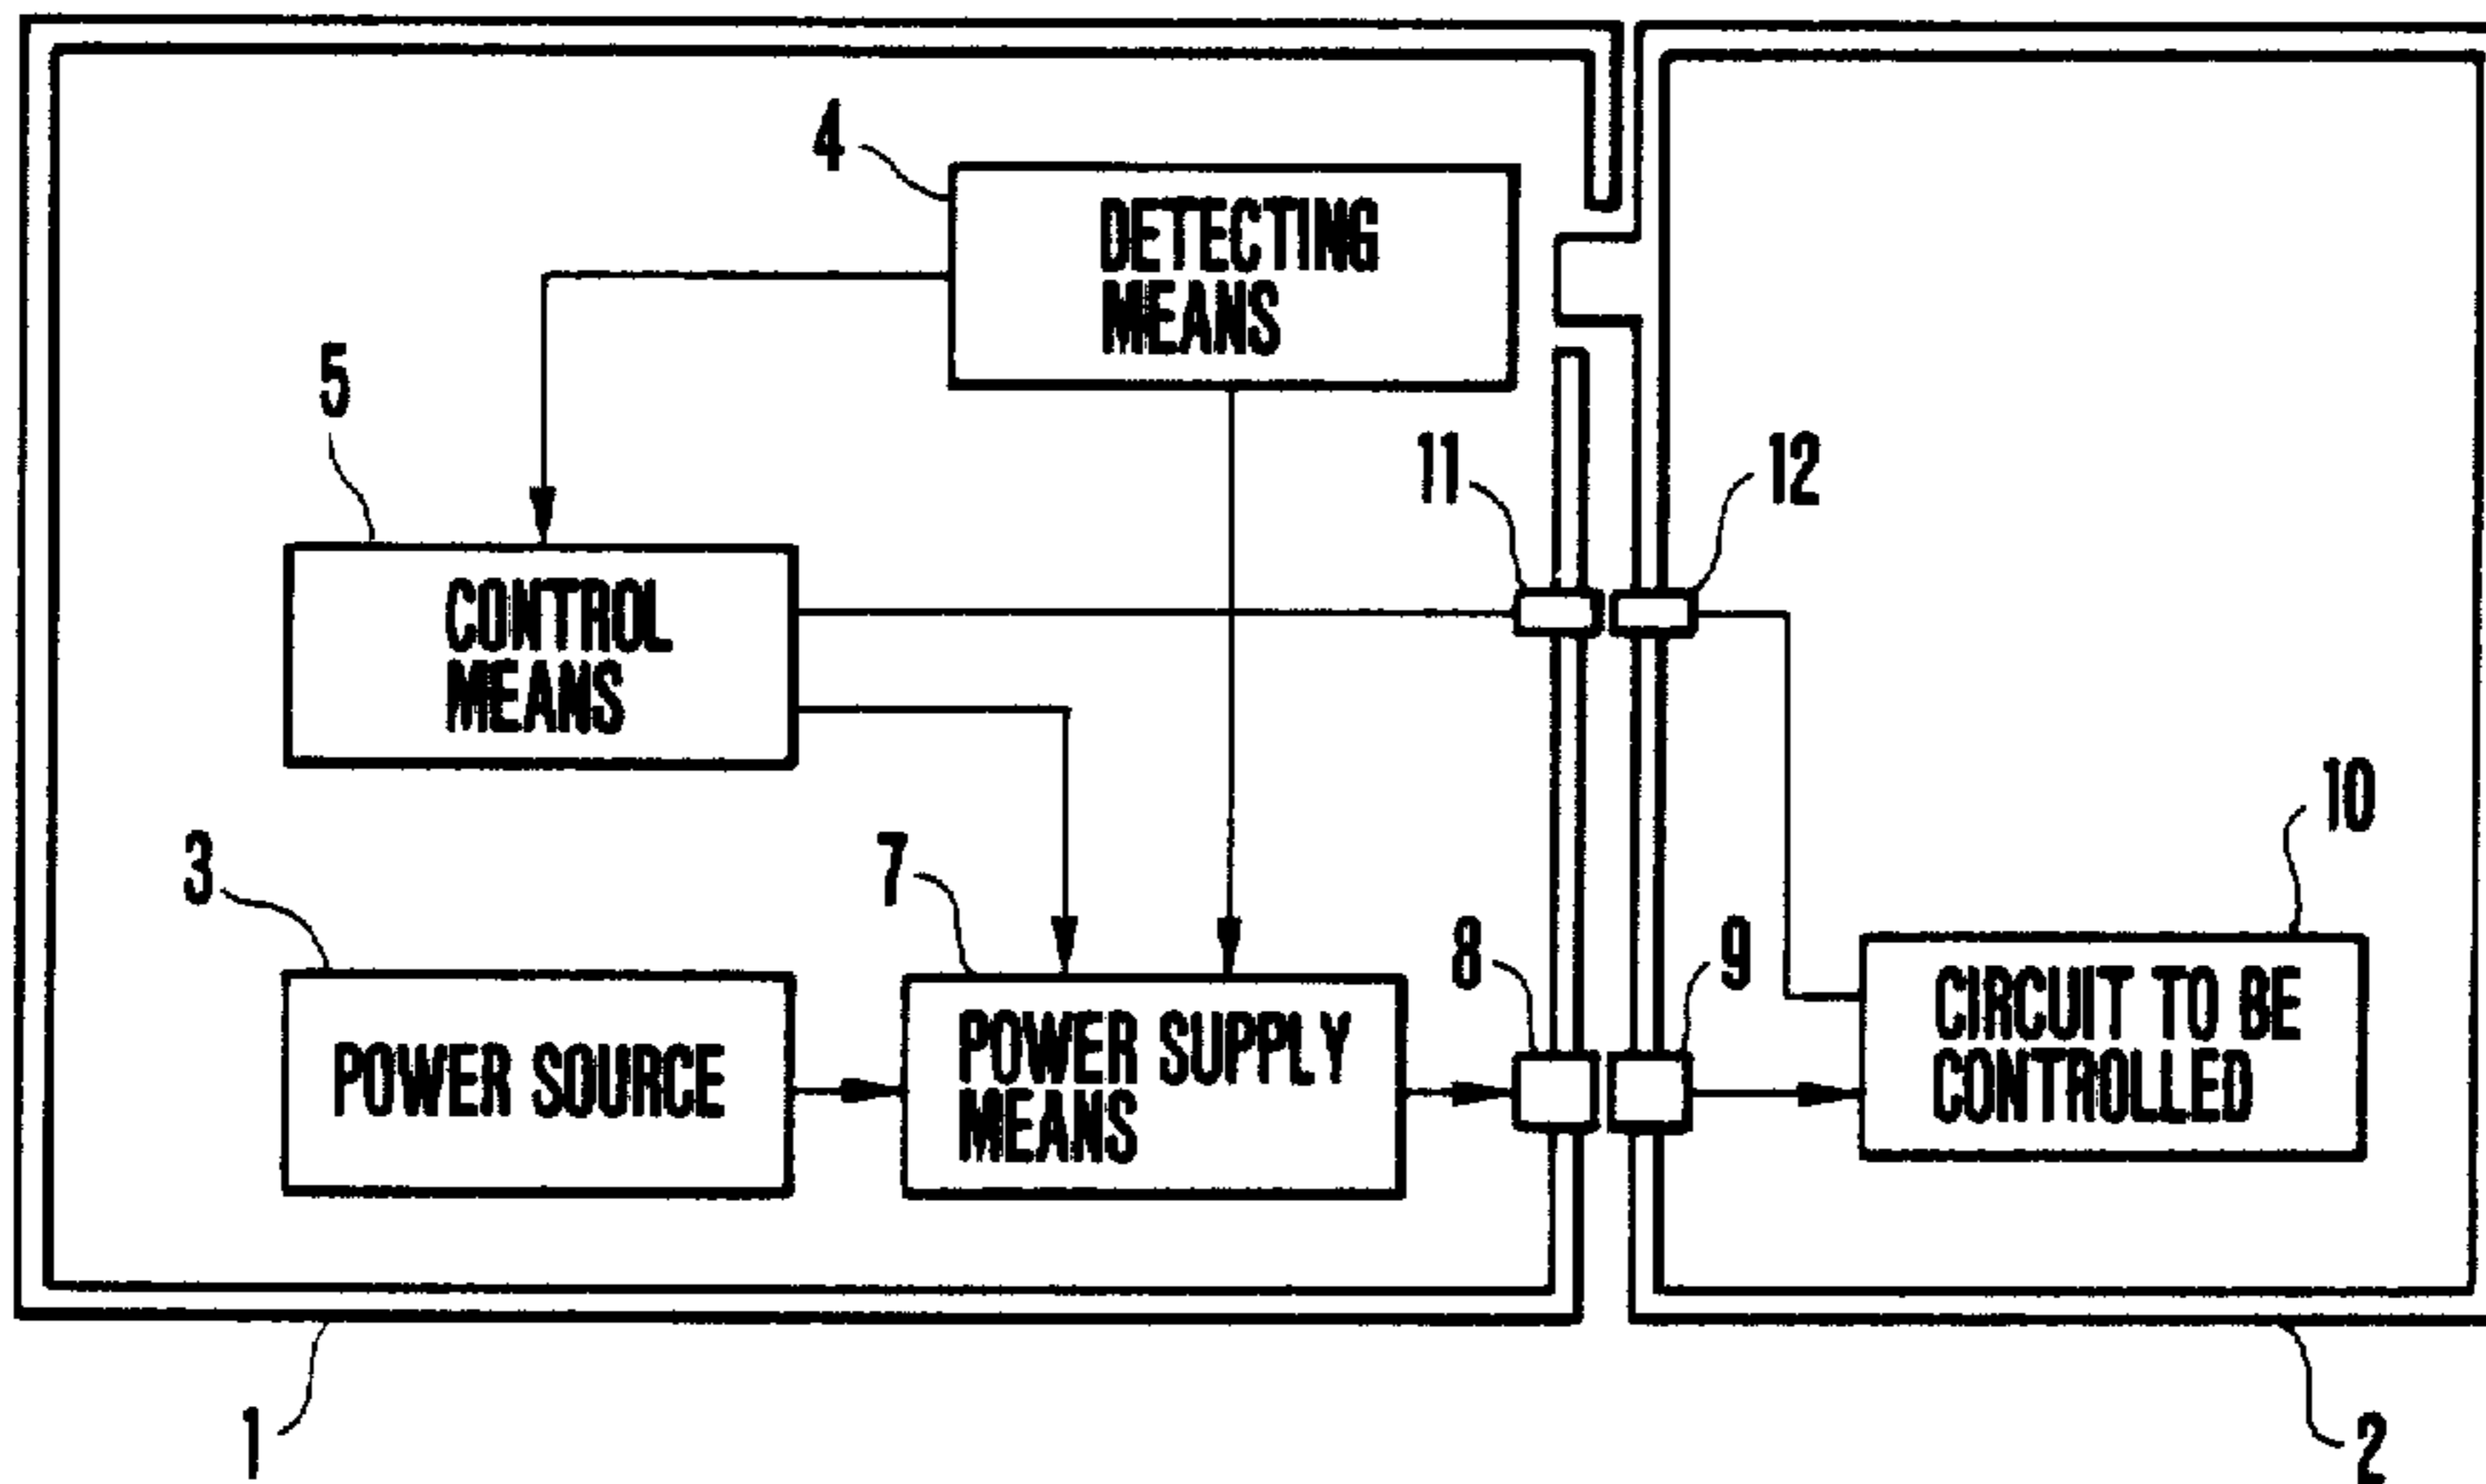 4
DETECTING
MEANS
5
11
12
CONTROL
MEANS
10
3
7
8
9
POWER SOURCE
POWER SUPPLY
MEANS
CIRCUIT TO BE
CONTROLLED
1
2